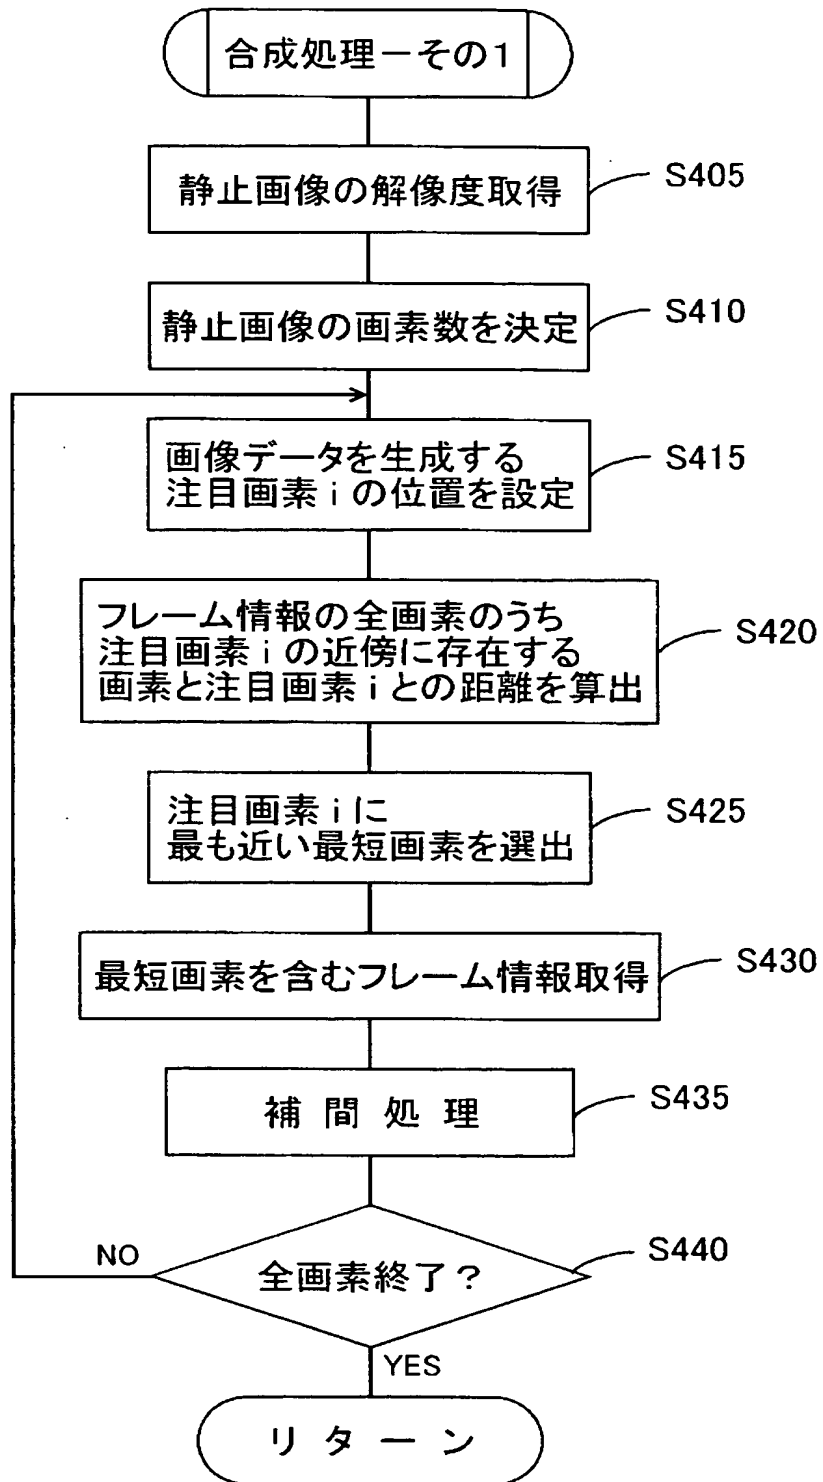 合成処理－その1
静止画像の解像度取得
S405
静止画像の画素数を決定
S410
画像データを生成する
注目画素iの位置を設定
S415
フレーム情報の全画素のうち
注目画素iの近傍に存在する
画素と注目画素iとの距離を算出
S420
注目画素iに
最も近い最短画素を選出
S425
最短画素を含むフレーム情報取得
S430
補間処理
S435
全画素終了？
S440
NO
YES
リターン